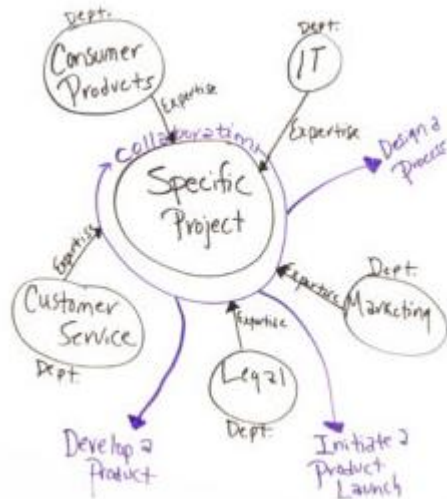 Dept.
Consumer
Products
Dept.
IT
Expertise
Expertise
Collaboration
Design a
Process
Specific
Project
Expertise
Customer
Service
Dept.
Dept.
Expertise
Marketing
Expertise
Legal
Dept.
Develop a
Product
Initiate a
Product
Launch